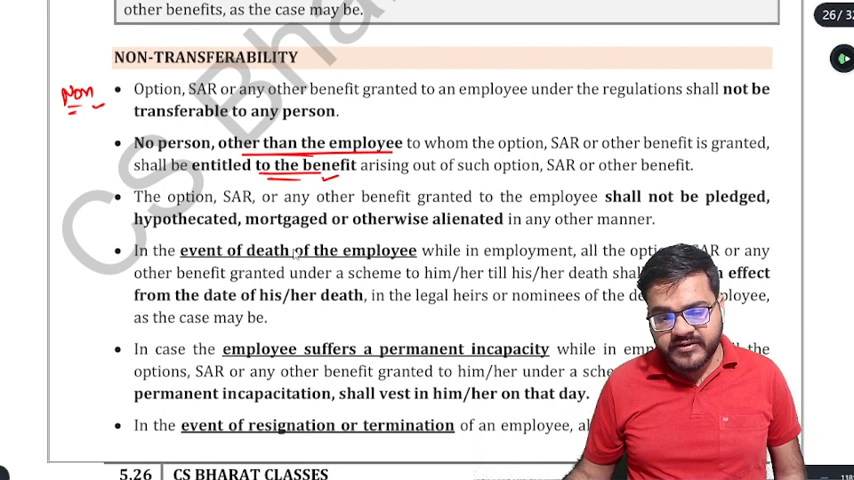 other benefits, as the case may be.
26/32
NON-TRANSFERABILITY
Non
• Option, SAR or any other benefit granted to an employee under the regulations shall not be
transferable to any person.
• No person, other than the employee to whom the option, SAR or other benefit is granted,
shall be entitled to the benefit arising out of such option, SAR or other benefit.
• The option, SAR, or any other benefit granted to the employee shall not be pledged,
hypothecated, mortgaged or otherwise alienated in any other manner.
• In the event of death of the employee while in employment, all the SAR or any
other benefit granted under a scheme to him/her till his/her death effect
from the date of his/her death, in the legal heirs or nominees of the
as the case may be.
• In case the employee suffers a permanent incapacity while in the
options, SAR or any other benefit granted to him/her under a
permanent incapacitation, shall vest in him/her on that day.
• In the event of resignation or termination of an employee,
5.26 CS BHARAT CLASSES
CS Bha